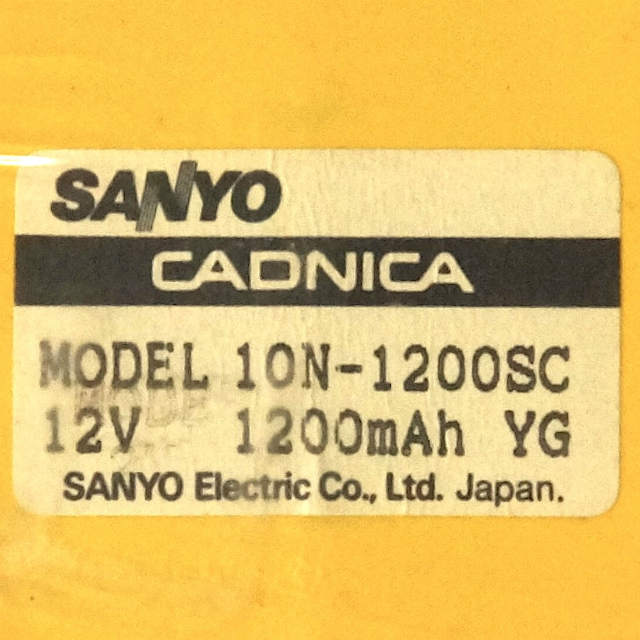 SANYO
CADNICA
MODEL 10N-1200SC
12V 1200mAh YG
SANYO Electric Co., Ltd. Japan.